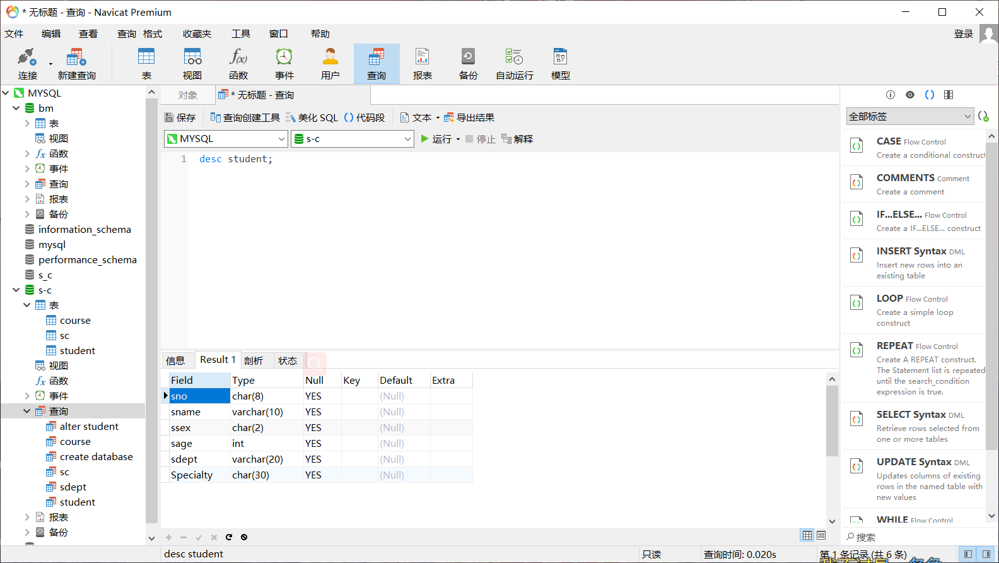 * 无标题 - 查询 - Navicat Premium
文件 编辑 查看 查询 格式 收藏夹 工具 窗口 帮助 登录
连接 新建查询 表 视图 函数 事件 用户 查询 报表 备份 自动运行 模型
MYSQL
bm
表
视图
函数
事件
查询
报表
备份
information_schema
mysql
performance_schema
s_c
s-c
表
course
sc
student
视图
函数
事件
查询
alter student
course
create database
sc
sdept
student
报表
备份
对象 * 无标题 - 查询
保存 查询创建工具 美化 SQL () 代码段 文本 导出结果
MYSQL s-c 运行 停止 解释
1 desc student;
信息 Result 1 剖析 状态
Field Type Null Key Default Extra
sno char(8) YES (Null)
sname varchar(10) YES (Null)
ssex char(2) YES (Null)
sage int YES (Null)
sdept varchar(20) YES (Null)
Specialty char(30) YES (Null)
desc student 只读 查询时间: 0.020s 第 1 条记录 (共 6 条)
全部标签
CASE Flow Control
Create a conditional construct
COMMENTS Comment
Create a comment
IF...ELSE... Flow Control
Create a IF...ELSE... construct
INSERT Syntax DML
Insert new rows into an
existing table
LOOP Flow Control
Create a simple loop
construct
REPEAT Flow Control
Create A REPEAT construct.
The Statement list is repeated
until the search_condition
expression is true.
SELECT Syntax DML
Retrieve rows selected from
one or more tables
UPDATE Syntax DML
Updates columns of existing
rows in the named table with
new values
WHILE Flow Control
搜索